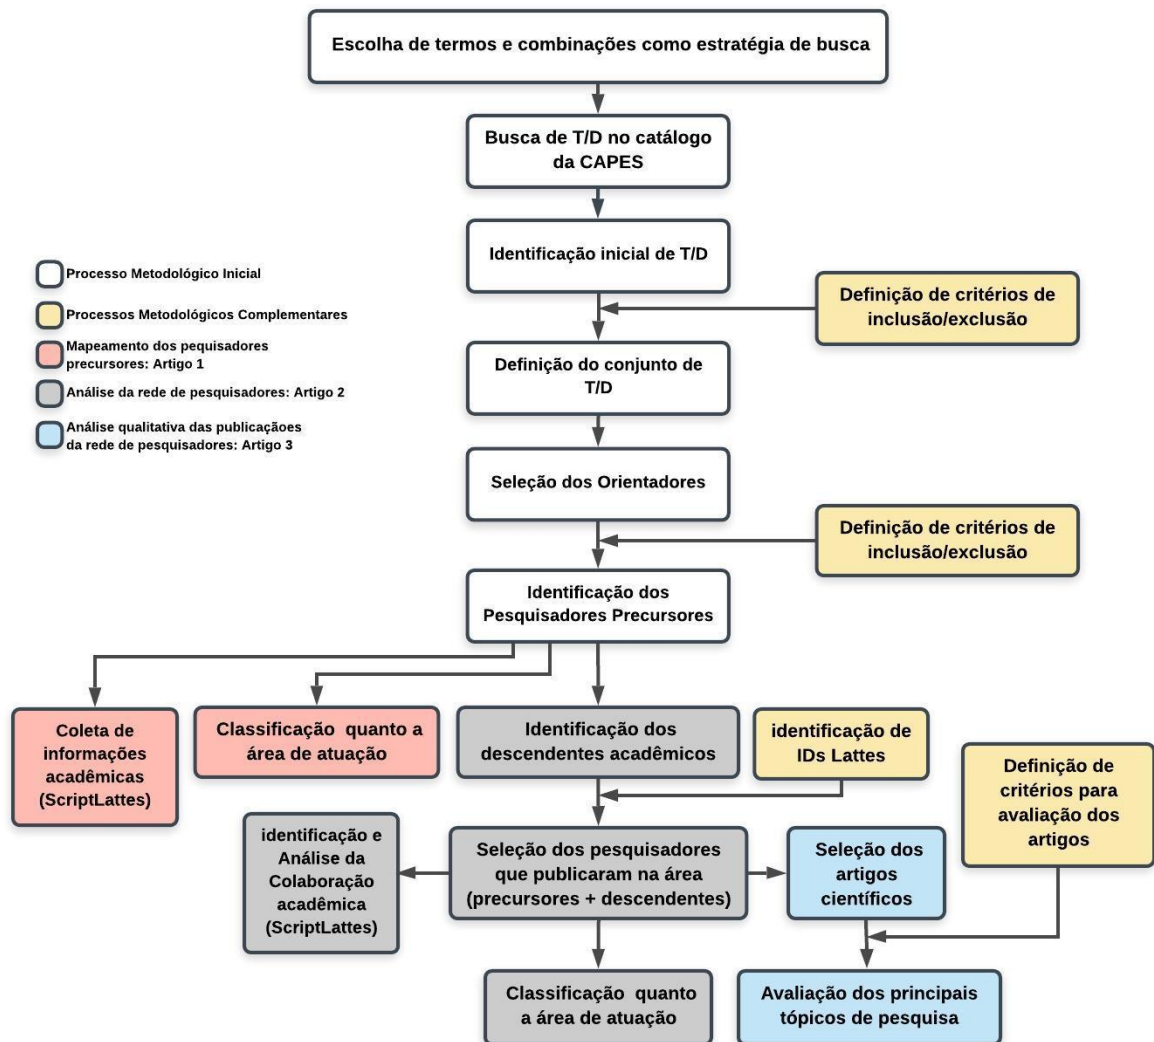 Escolha de termos e combinações como estratégia de busca
Busca de T/D no catálogo
da CAPES
Identificação inicial de T/D
Processo Metodológico Inicial
Processos Metodológicos Complementares
Mapeamento dos pequisadores
precursores: Artigo 1
Análise da rede de pesquisadores: Artigo 2
Análise qualitativa das publicaçãoes
da rede de pesquisadores: Artigo 3
Definição de critérios de
inclusão/exclusão
Definição do conjunto de
T/D
Seleção dos Orientadores
Definição de critérios de
inclusão/exclusão
Identificação dos
Pesquisadores Precursores
Coleta de
informações
acadêmicas
(ScriptLattes)
Classificação quanto a
área de atuação
Identificação dos
descendentes acadêmicos
identificação de
IDs Lattes
Definição de
critérios para
avaliação dos
artigos
identificação e
Análise da
Colaboração
acadêmica
(ScriptLattes)
Seleção dos pesquisadores
que publicaram na área
(precursores + descendentes)
Seleção dos
artigos
científicos
Classificação quanto
a área de atuação
Avaliação dos principais
tópicos de pesquisa